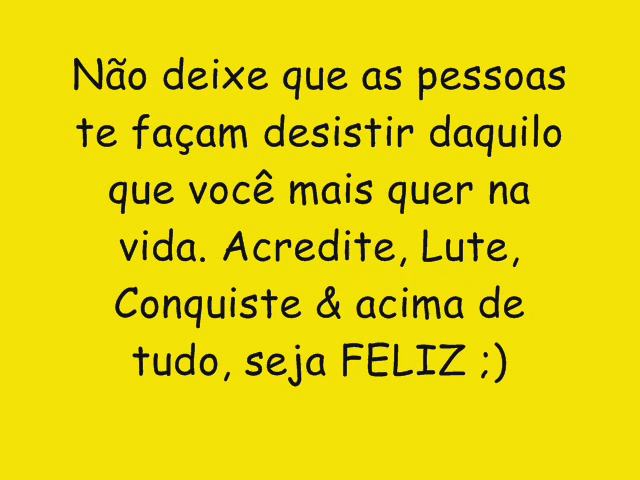 Não deixe que as pessoas
te façam desistir daquilo
que você mais quer na
vida. Acredite, Lute,
Conquiste & acima de
tudo, seja FELIZ ;)